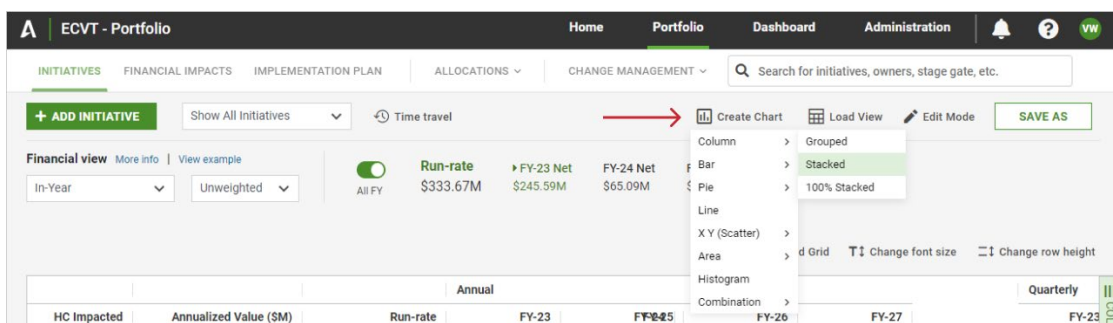 ECVT - Portfolio Home Portfolio Dashboard Administration VW
INITIATIVES FINANCIAL IMPACTS IMPLEMENTATION PLAN ALLOCATIONS CHANGE MANAGEMENT Search for initiatives, owners, stage gate, etc.
+ ADD INITIATIVE Show All Initiatives Time travel Create Chart Load View Edit Mode SAVE AS
Column Grouped
Financial view More info | View example Run-rate FY-23 Net FY-24 Net Bar Stacked
In-Year Unweighted All FY $333.67M $245.59M $65.09M Pie 100% Stacked
Line
X Y (Scatter)
Area Grid Change font size Change row height
Histogram
Annual Quarterly
Combination
HC Impacted Annualized Value ($M) Run-rate FY-23 FY-26 FY-27 FY-23